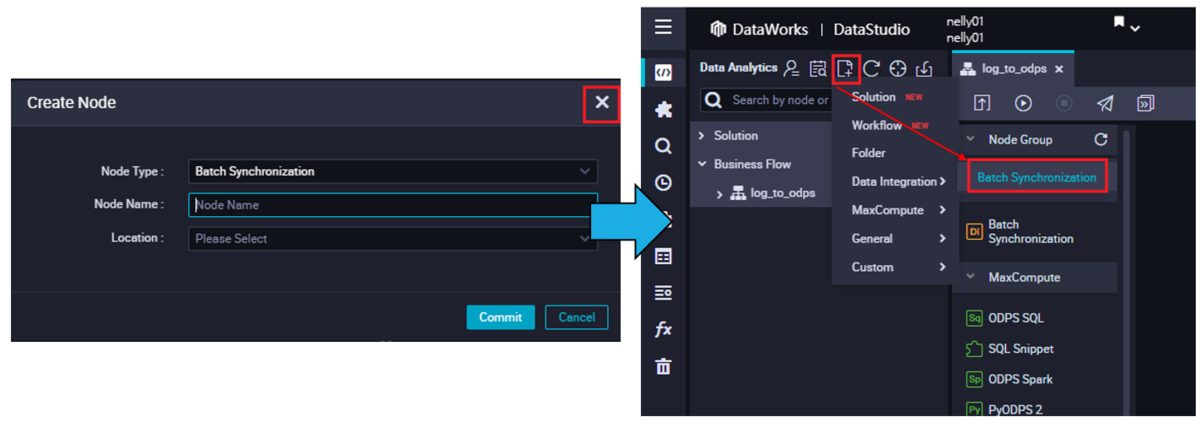 Create Node
Node Type :
Batch Synchronization
Node Name :
Node Name
Location :
Please Select
Commit
Cancel
DataWorks | DataStudio
nelly01
nelly01
Data Analytics
log_to_odps
Search by node or
Solution
Business Flow
log_to_odps
Solution NEW
Workflow NEW
Folder
Data Integration
MaxCompute
General
Custom
Node Group
Batch Synchronization
DI
Batch
Synchronization
MaxCompute
Sq ODPS SQL
SQL Snippet
Sp ODPS Spark
Py PyODPS 2
fx